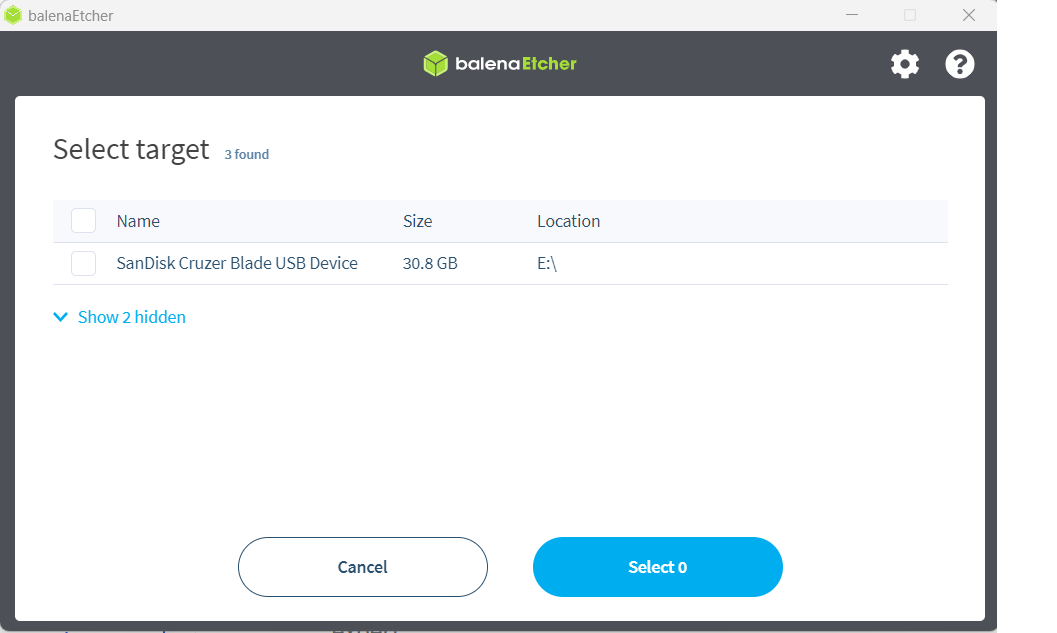 balenaEtcher
balenaEtcher
Select target 3 found
Name Size Location
SanDisk Cruzer Blade USB Device 30.8 GB E:\
Show 2 hidden
Cancel Select 0